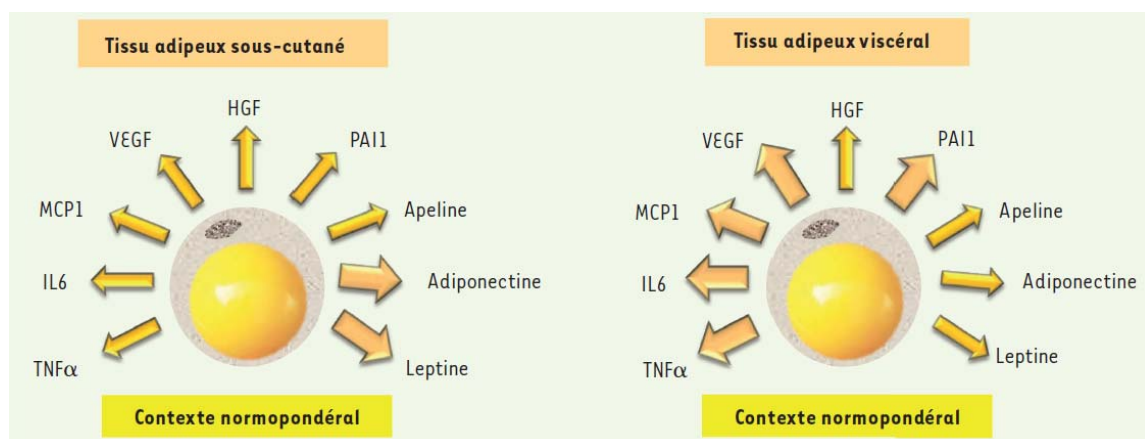 Tissu adipeux sous-cutané
HGF
VEGF
PAI1
MCP1
Apeline
IL6
Adiponectine
TNFα
Leptine
Contexte normopondéral
Tissu adipeux viscéral
HGF
VEGF
PAI1
MCP1
Apeline
IL6
Adiponectine
TNFα
Leptine
Contexte normopondéral